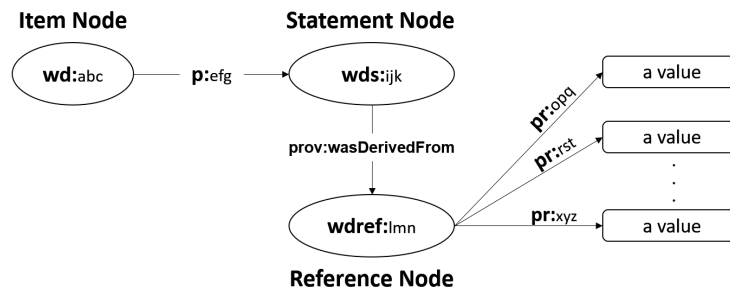 Item Node
Statement Node
wd:abc
p:efg
wds:ijk
a value
pr:opq
a value
pr:rst
prov:wasDerivedFrom
.
.
.
wdref:lmn
pr:xyz
a value
Reference Node